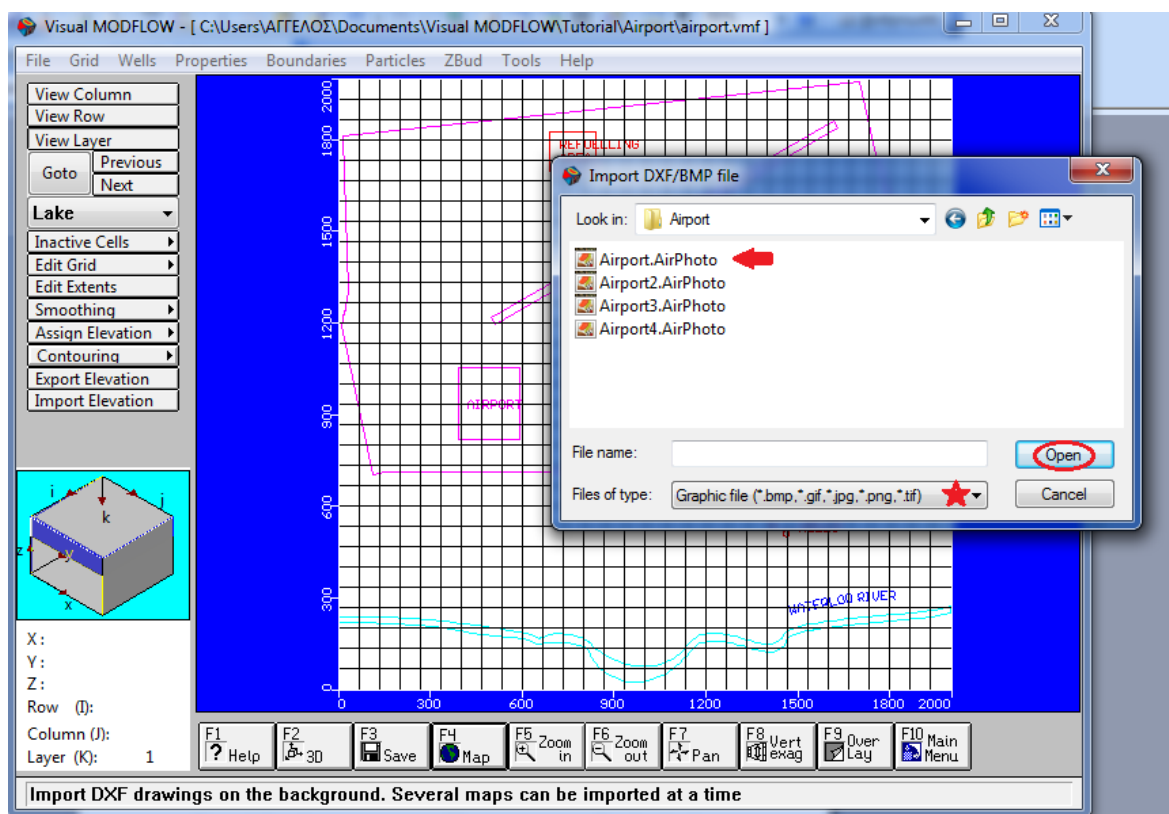 Visual MODFLOW - [ C:\Users\ΑΓΓΕΛΟΣ\Documents\Visual MODFLOW\Tutorial\Airport\airport.vmf ]
File Grid Wells Properties Boundaries Particles ZBud Tools Help
View Column
View Row
View Layer
Goto
Previous
Next
Lake
Inactive Cells
Edit Grid
Edit Extents
Smoothing
Assign Elevation
Contouring
Export Elevation
Import Elevation
i
j
k
z
y
x
X :
Y :
Z :
Row (I):
Column (J):
Layer (K): 1
2000
1800
1500
1200
900
600
300
0
0 300 600 900 1200 1500 1800 2000
REFUELLING
AREA
AIRPORT
WATERLOO RIVER
Import DXF/BMP file
Look in: Airport
Airport.AirPhoto
Airport2.AirPhoto
Airport3.AirPhoto
Airport4.AirPhoto
File name:
Open
Files of type: Graphic file (*.bmp,*.gif,*.jpg,*.png,*.tif)
Cancel
F1 ? Help
F2 3D
F3 Save
F4 Map
F5 Zoom in
F6 Zoom out
F7 Pan
F8 Vert exag
F9 Over Lay
F10 Main Menu
Import DXF drawings on the background. Several maps can be imported at a time